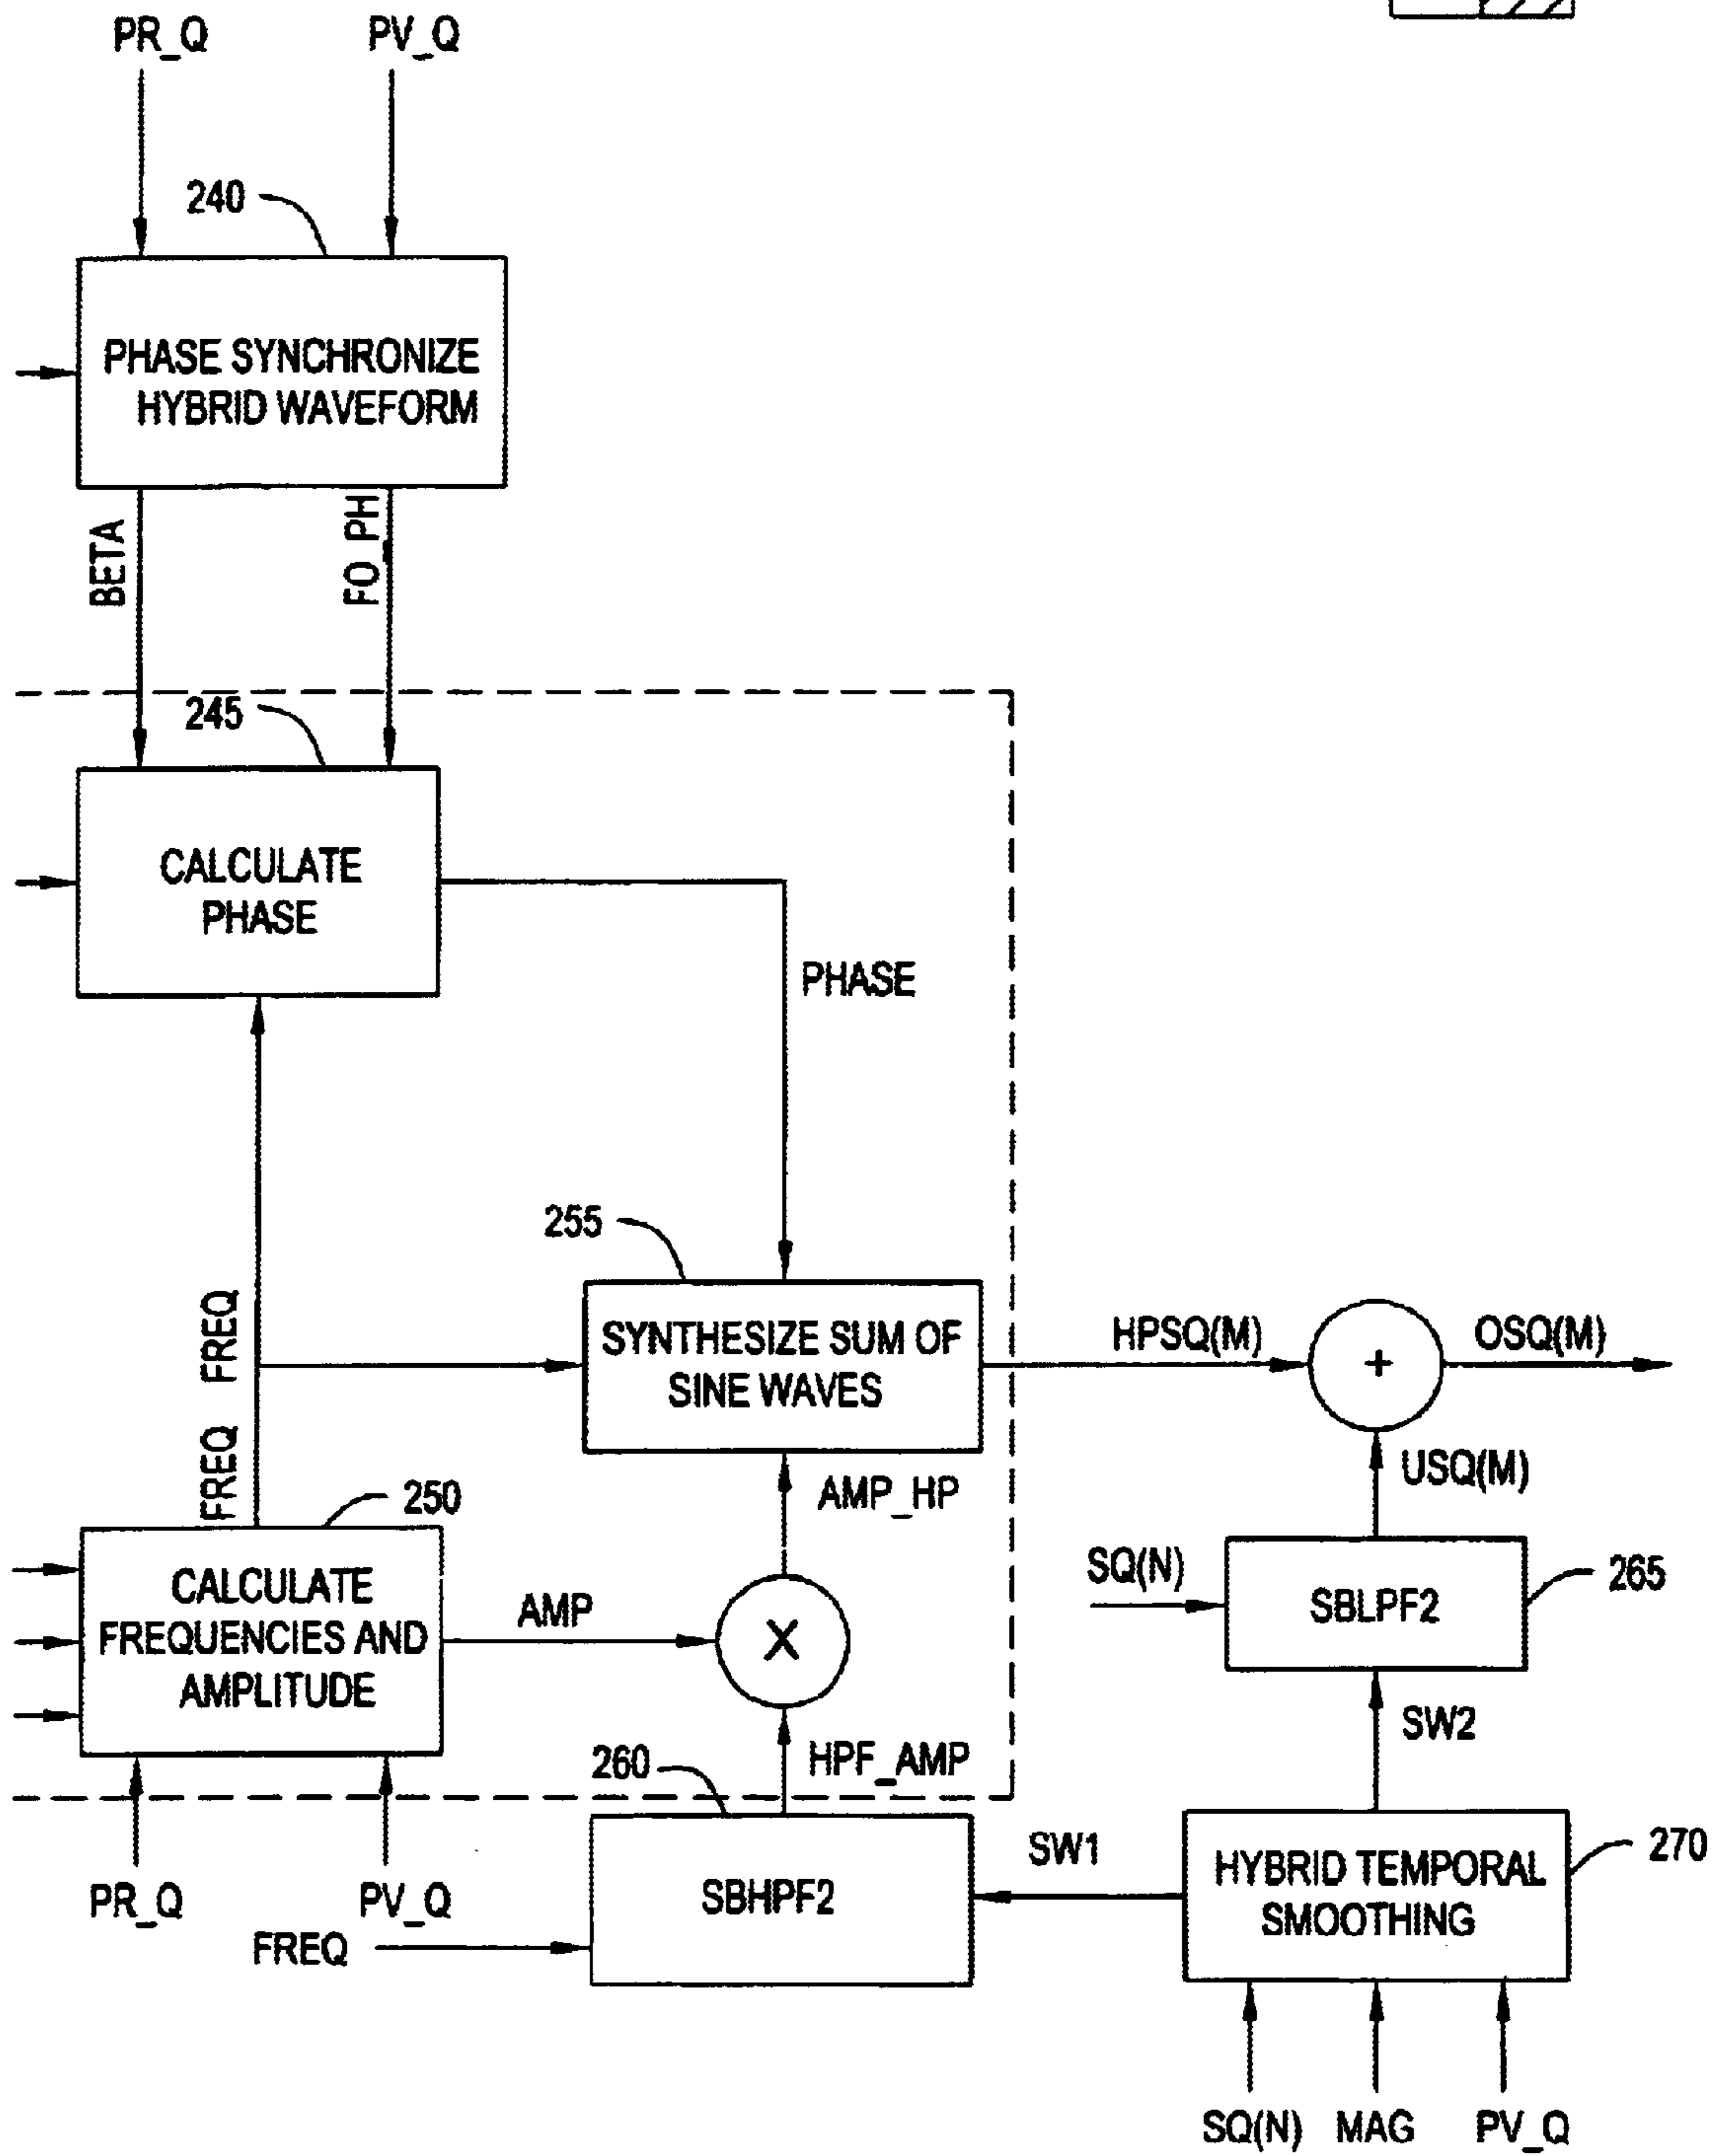 PR_Q
PV_Q
240
PHASE SYNCHRONIZE
HYBRID WAVEFORM
BETA
FO_PH
245
CALCULATE
PHASE
PHASE
255
SYNTHESIZE SUM OF
SINE WAVES
HPSQ(M)
+
OSQ(M)
FREQ
FREQ
USQ(M)
AMP_HP
250
CALCULATE
FREQUENCIES AND
AMPLITUDE
AMP
X
SQ(N)
SBLPF2
265
SW2
HPF_AMP
260
PR_Q
PV_Q
FREQ
SBHPF2
SW1
HYBRID TEMPORAL
SMOOTHING
270
SQ(N)
MAG
PV_Q